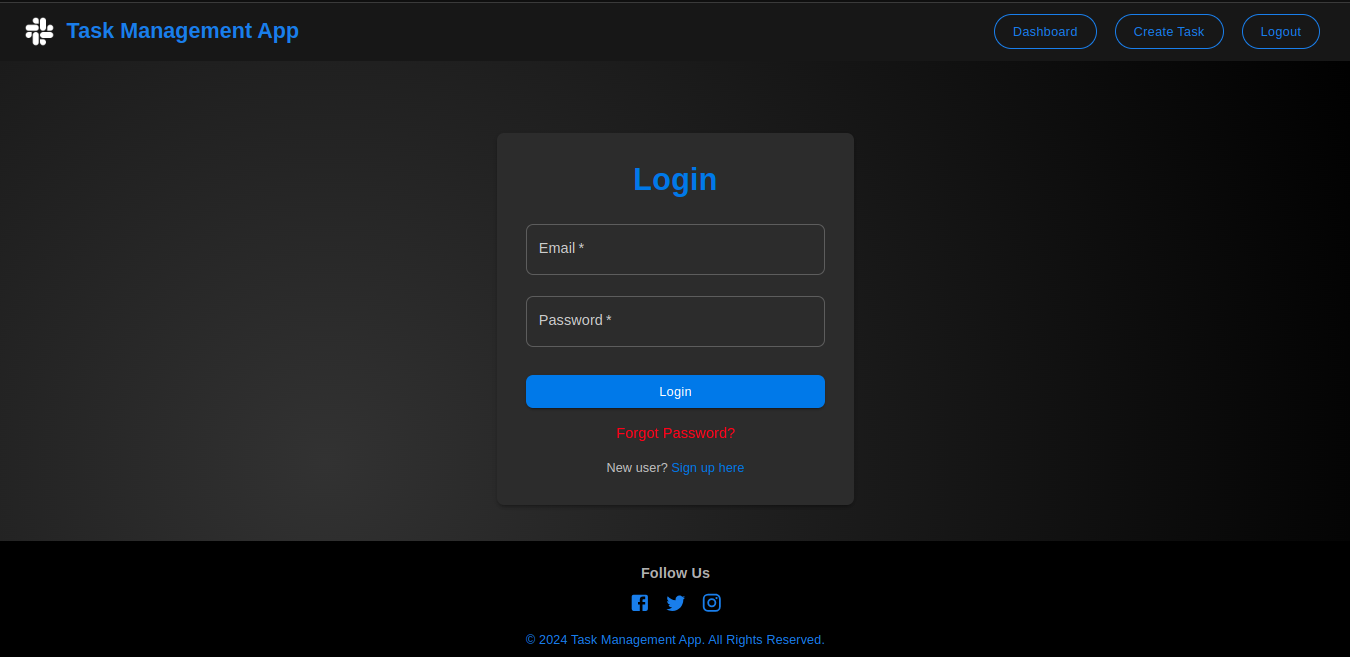 Task Management App
Dashboard
Create Task
Logout
Login
Email *
Password *
Login
Forgot Password?
New user? Sign up here
Follow Us
© 2024 Task Management App. All Rights Reserved.